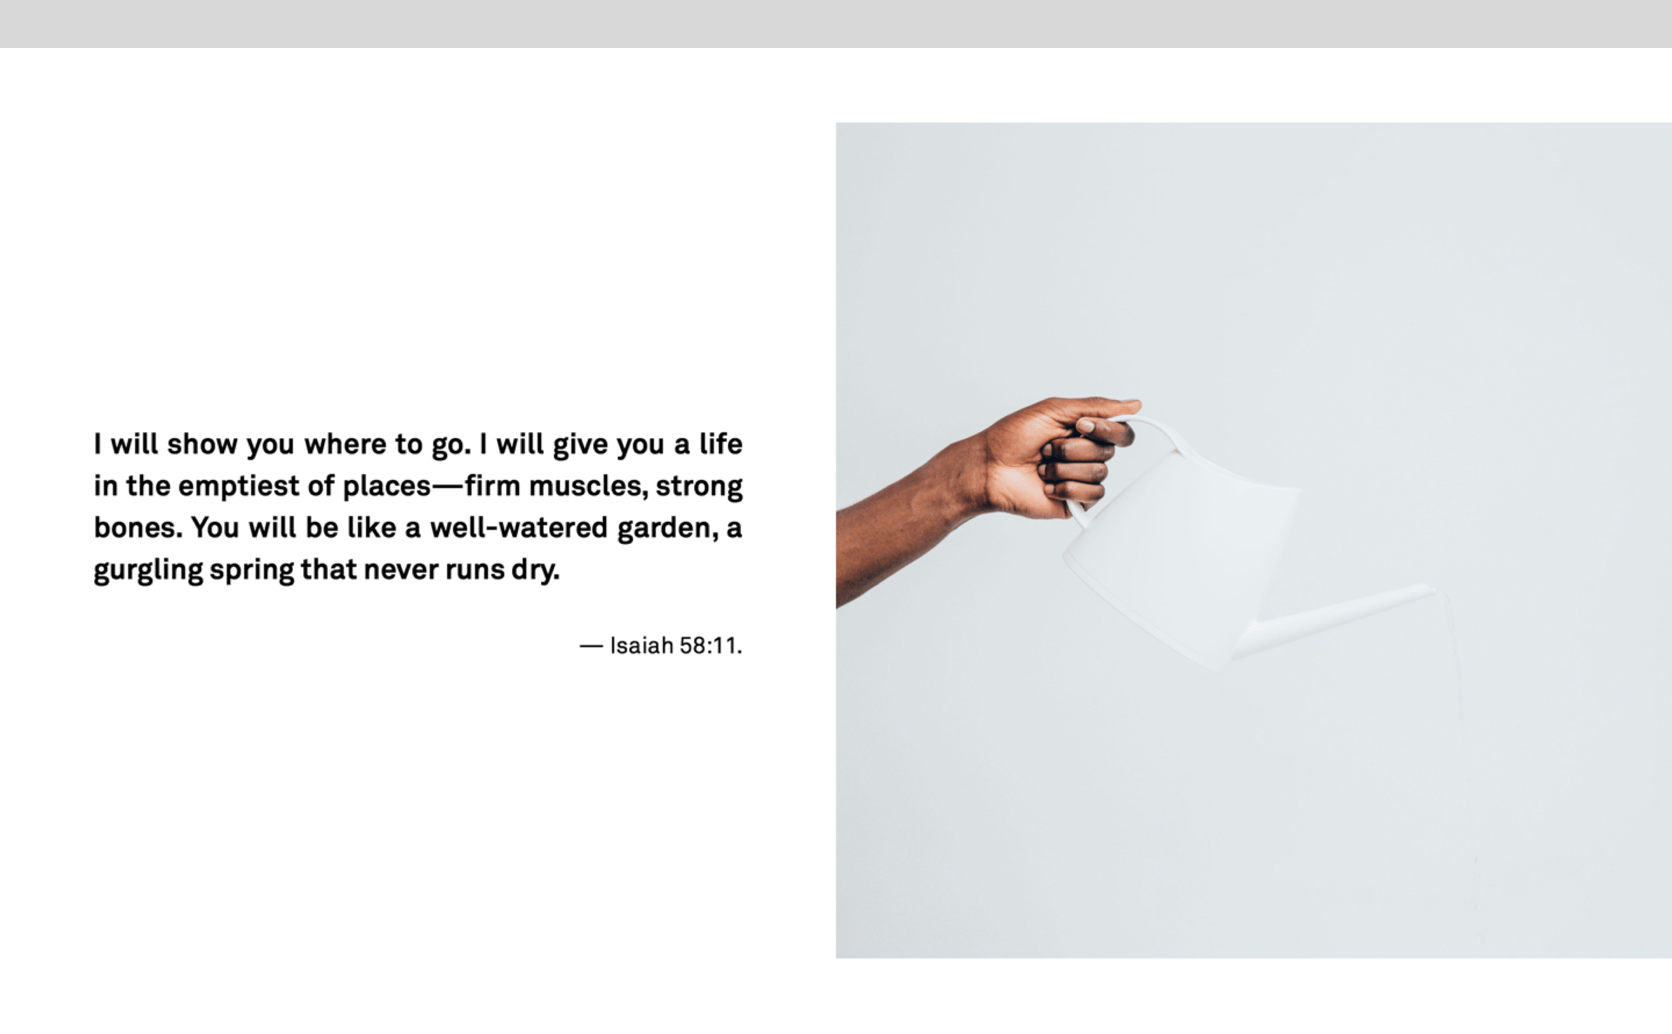 I will show you where to go. I will give you a life
in the emptiest of places—firm muscles, strong
bones. You will be like a well-watered garden, a
gurgling spring that never runs dry.
— Isaiah 58:11.